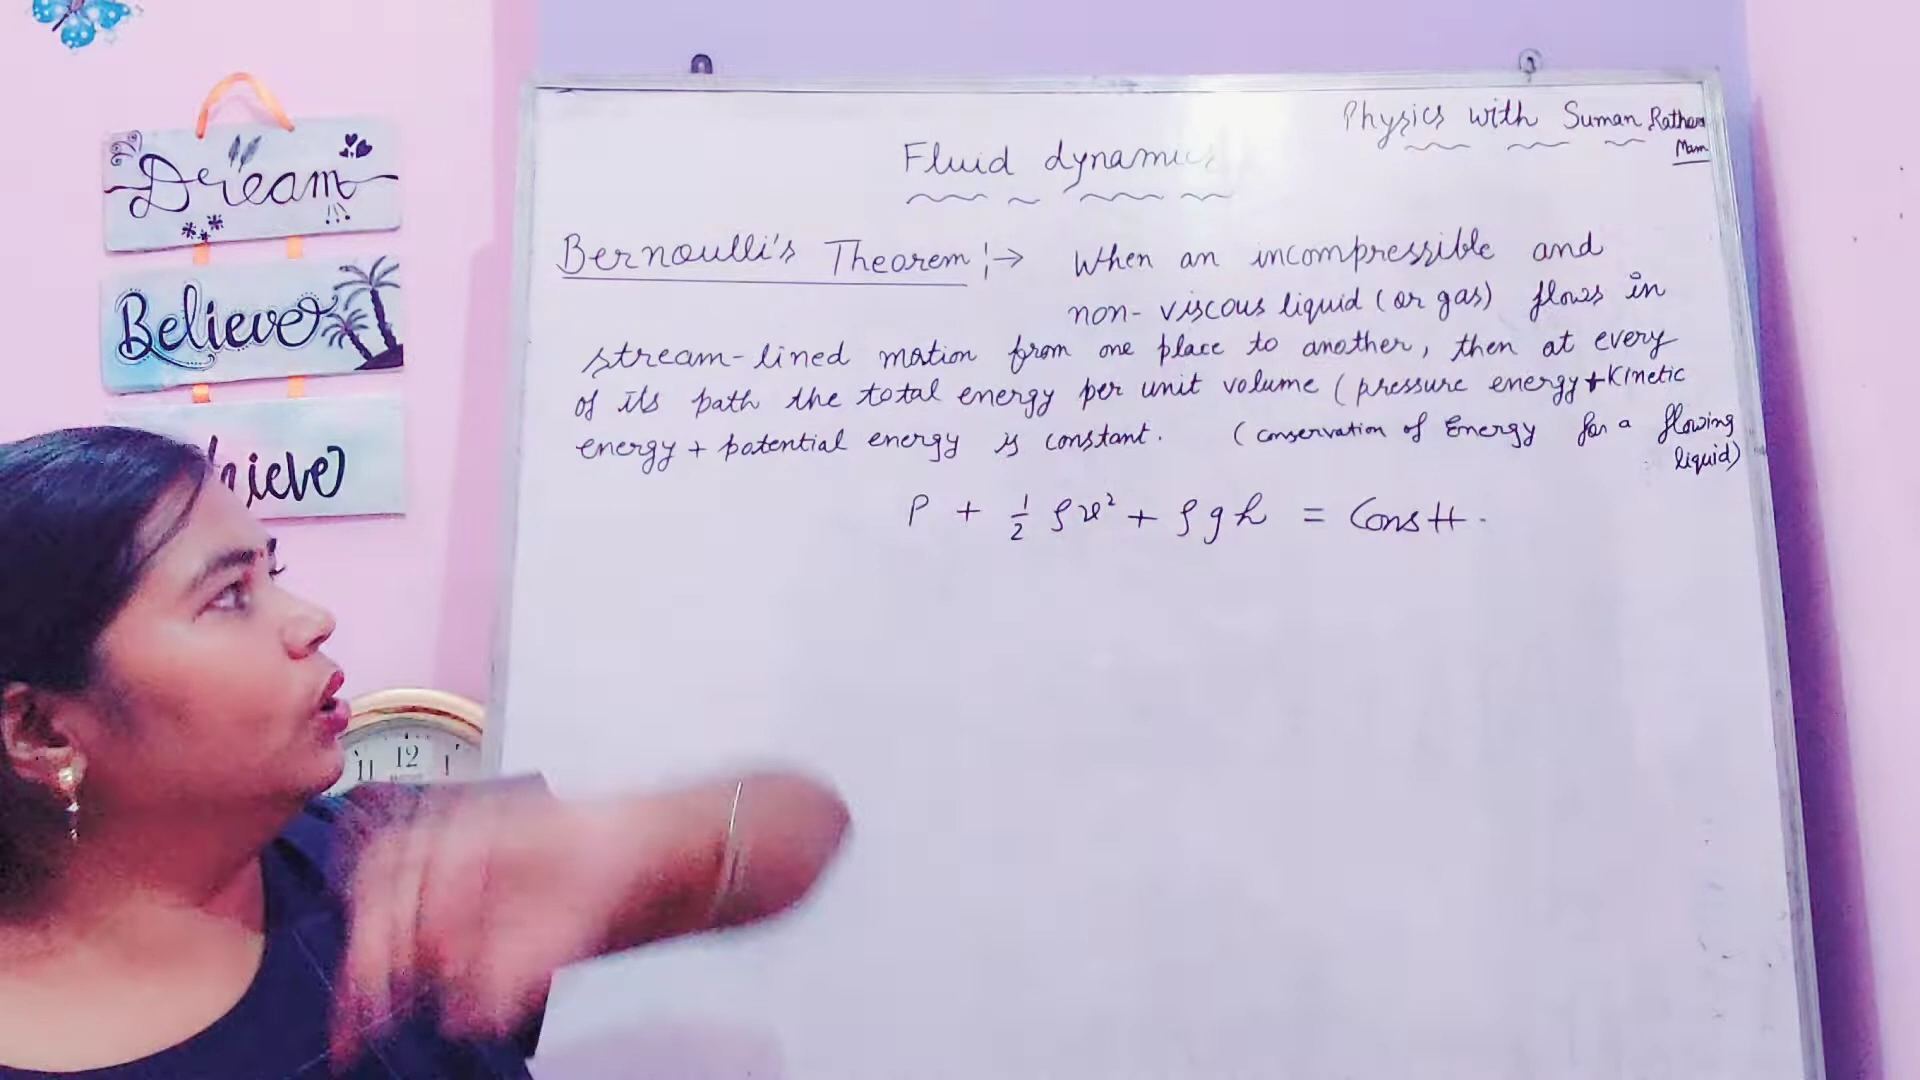 Dream
Believe
hieve
11 12 1
Physics with Suman Rathor
Mam
Fluid dynamics
Bernoulli's Theorem :→ When an incompressible and
non-viscous liquid (or gas) flows in
stream-lined motion from one place to another, then at every
of its path the total energy per unit volume (pressure energy + Kinetic
energy + potential energy is constant. (conservation of Energy for a flowing
liquid)
P + 1/2 ρv² + ρgh = Constt.